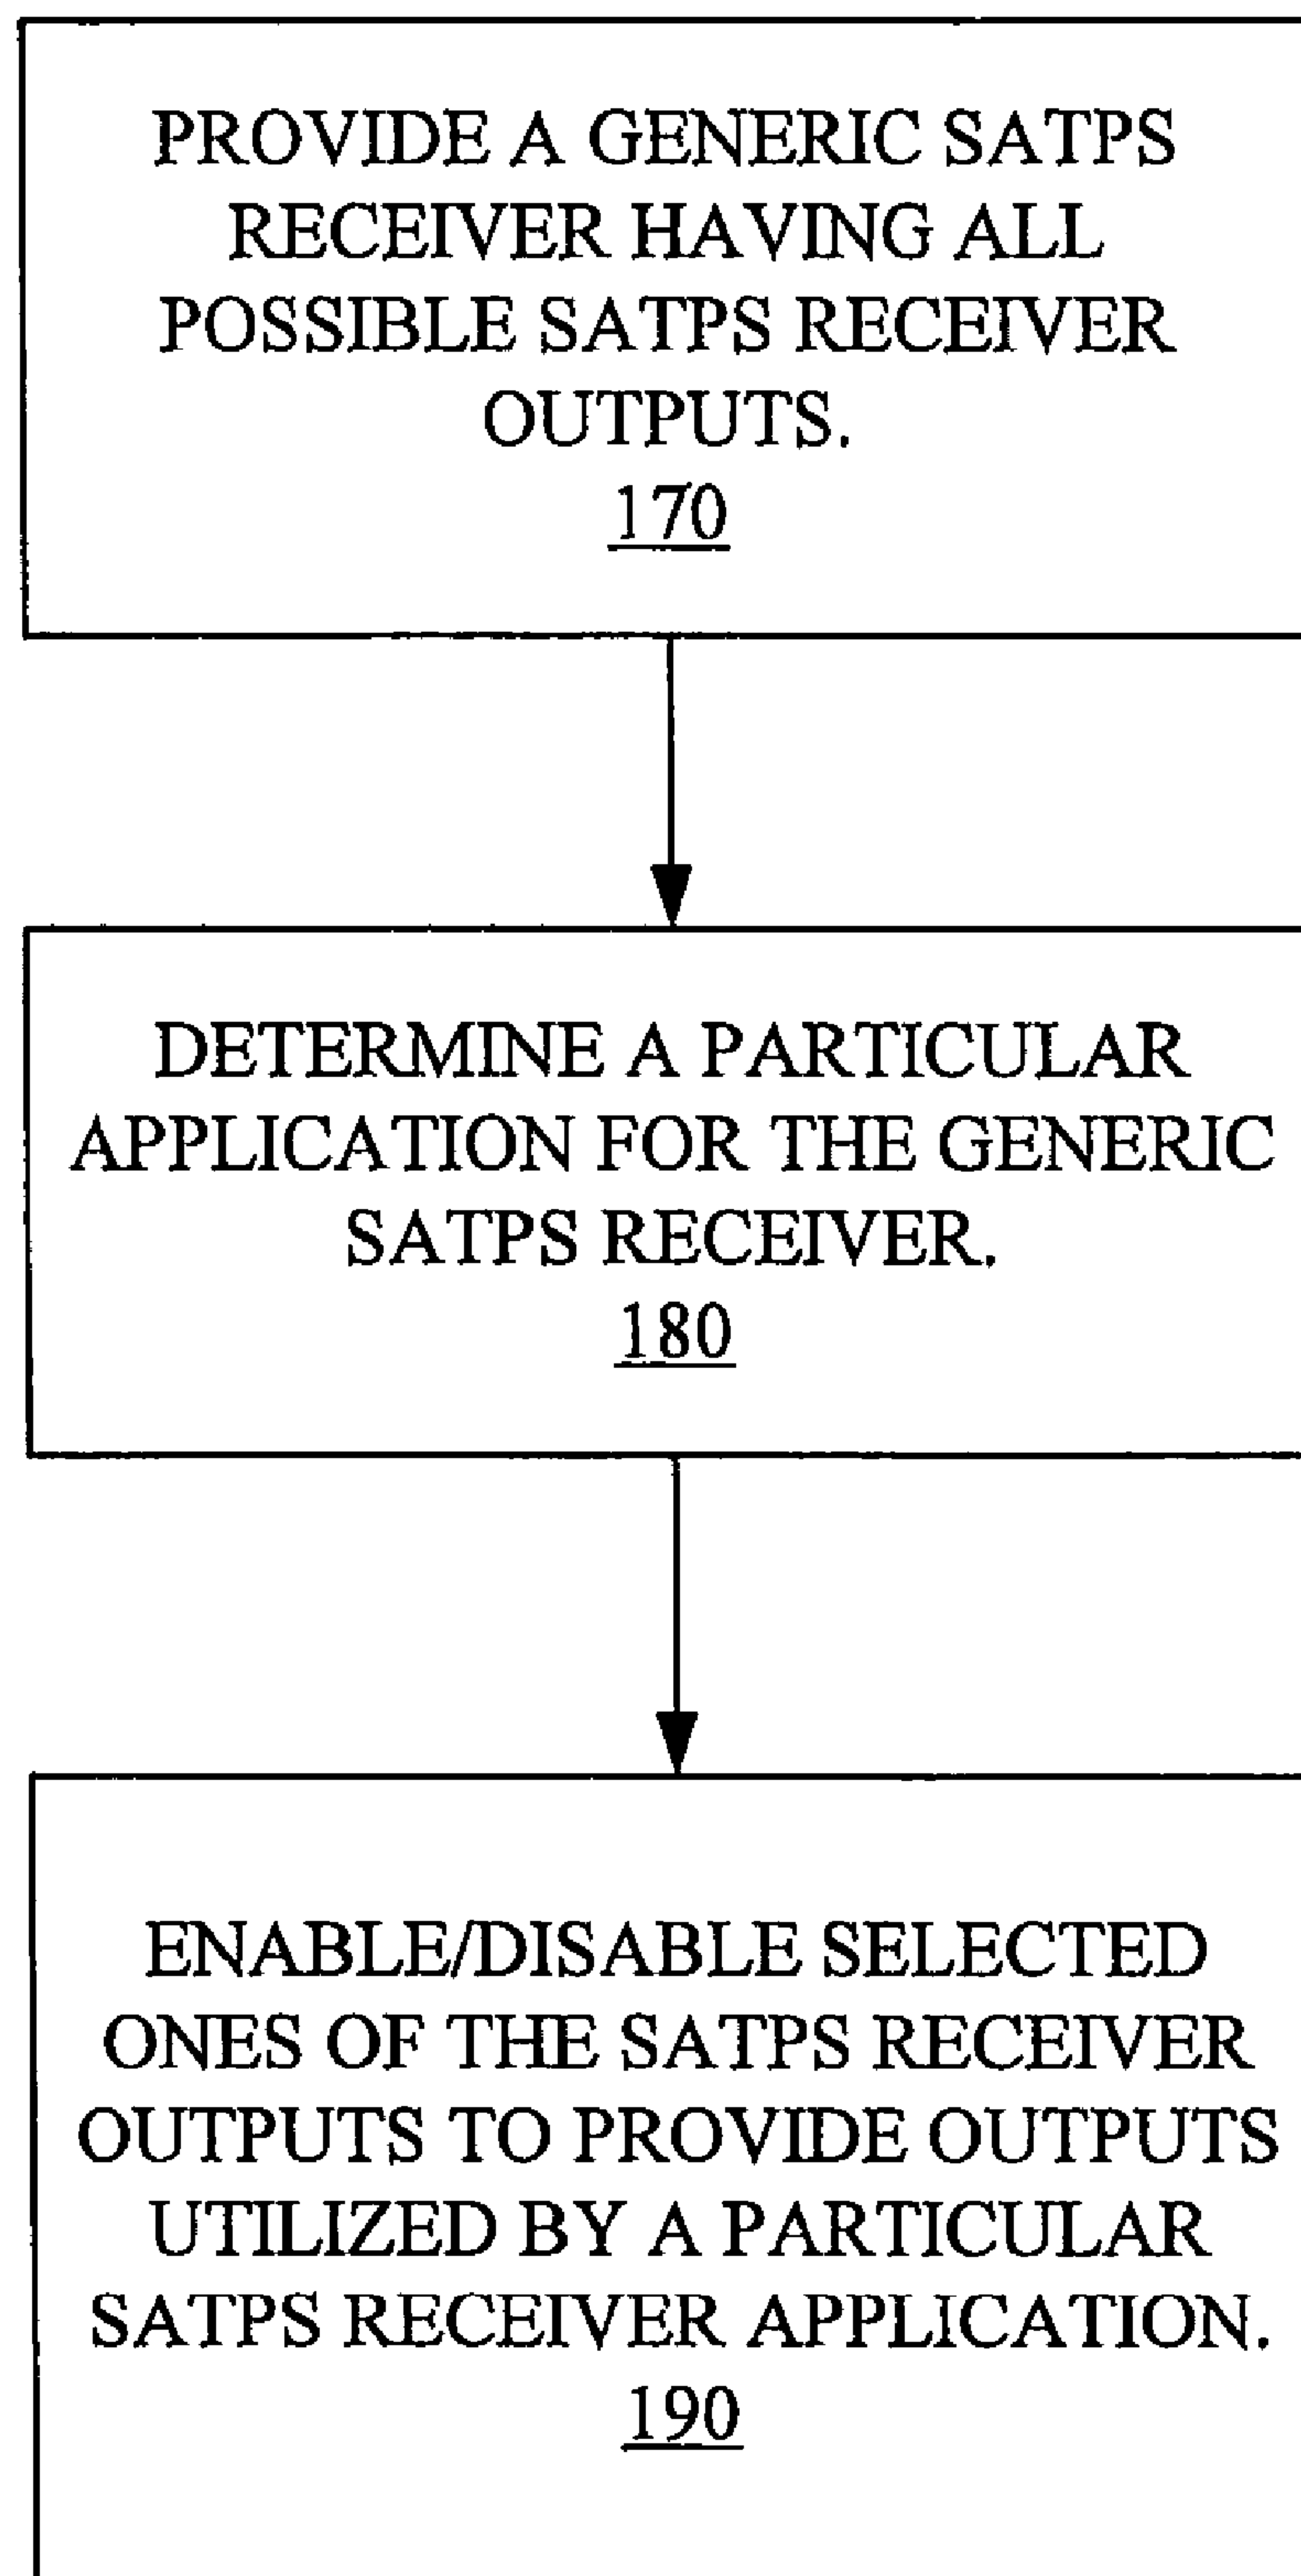 PROVIDE A GENERIC SATPS
RECEIVER HAVING ALL
POSSIBLE SATPS RECEIVER
OUTPUTS.
170
DETERMINE A PARTICULAR
APPLICATION FOR THE GENERIC
SATPS RECEIVER.
180
ENABLE/DISABLE SELECTED
ONES OF THE SATPS RECEIVER
OUTPUTS TO PROVIDE OUTPUTS
UTILIZED BY A PARTICULAR
SATPS RECEIVER APPLICATION.
190